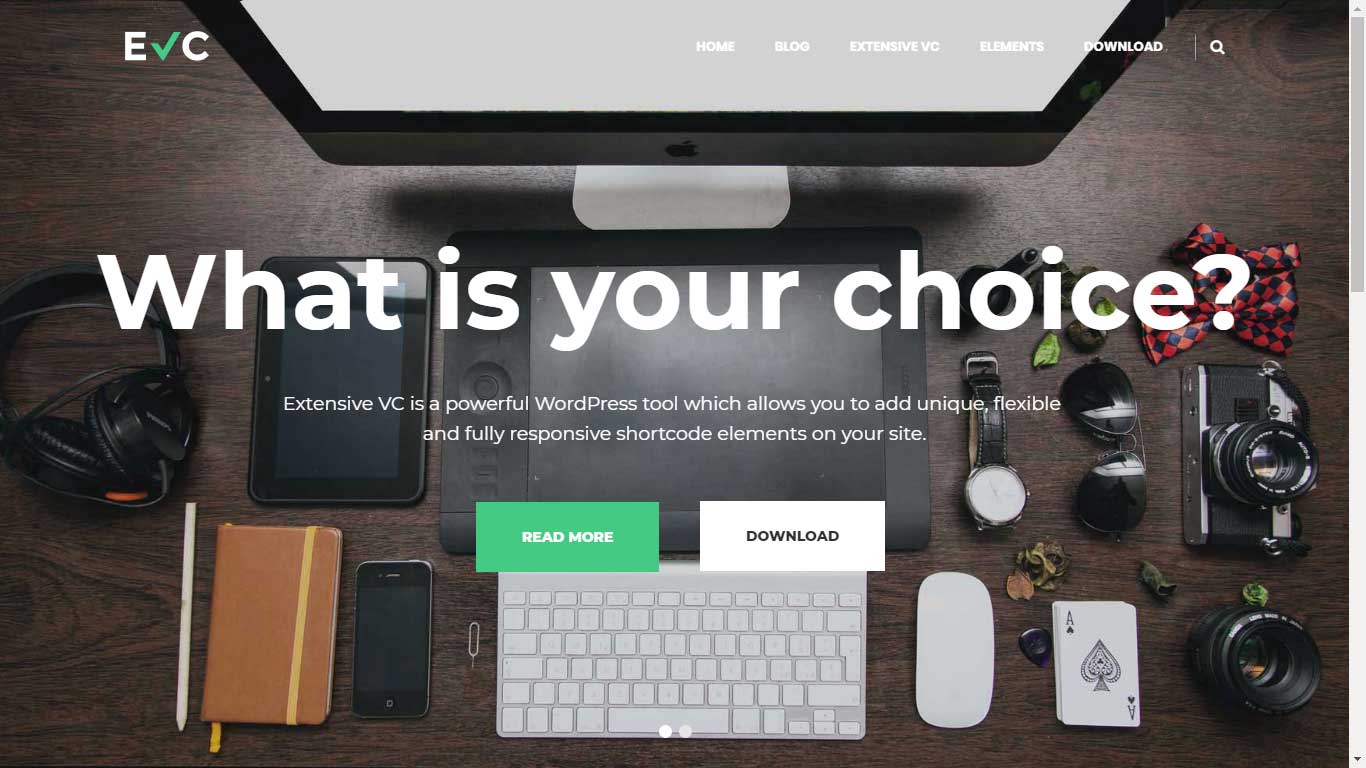 EVC
HOME BLOG EXTENSIVE VC ELEMENTS DOWNLOAD
What is your choice?
Extensive VC is a powerful WordPress tool which allows you to add unique, flexible
and fully responsive shortcode elements on your site.
READ MORE DOWNLOAD
A
A